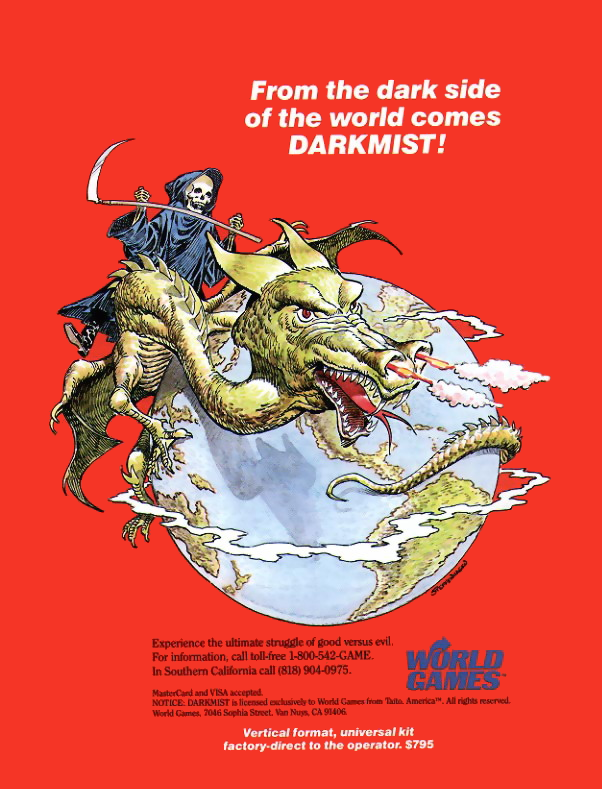 From the dark side
of the world comes
DARKMIST!
Experience the ultimate struggle of good versus evil.
For information, call toll-free 1-800-542-GAME.
In Southern California call (818) 904-0975.
WORLD
GAMES™
MasterCard and VISA accepted.
NOTICE: DARKMIST is licensed exclusively to World Games from Taito. America™. All rights reserved.
World Games, 7046 Sophia Street, Van Nuys, CA 91406.
Vertical format, universal kit
factory-direct to the operator. $795